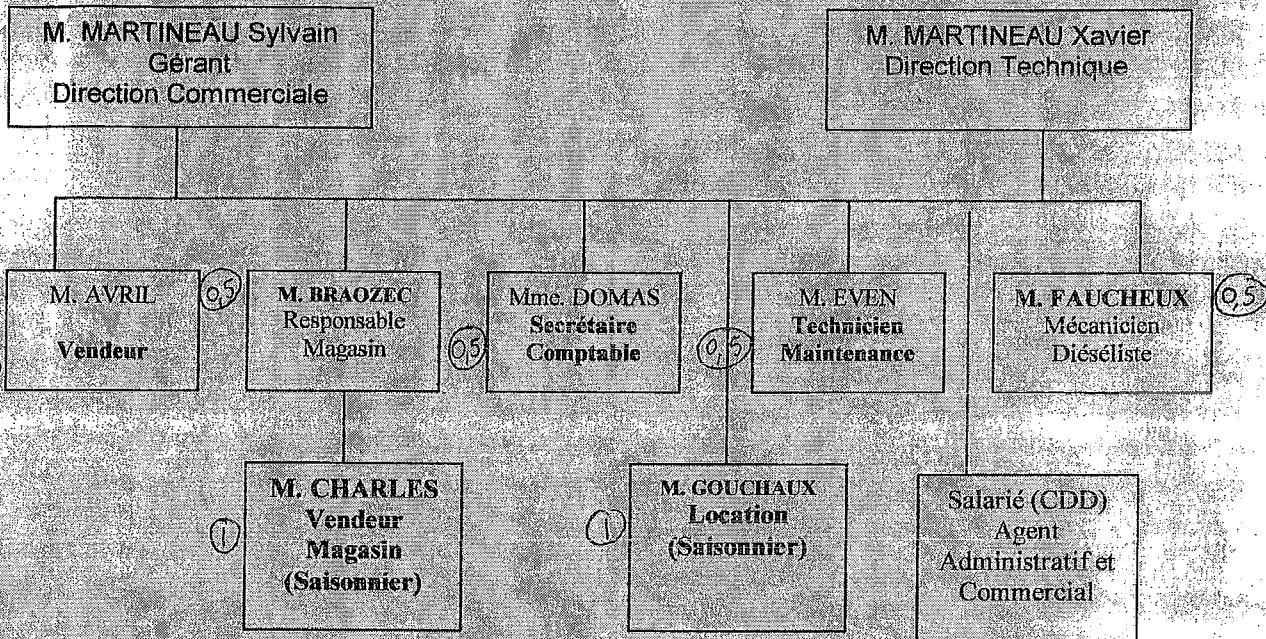 M. MARTINEAU Sylvain
Gérant
Direction Commerciale
M. MARTINEAU Xavier
Direction Technique
M. AVRIL
Vendeur
0,5
M. BRAOZEC
Responsable
Magasin
0,5
Mme. DOMAS
Secrétaire
Comptable
0,5
M. EVEN
Technicien
Maintenance
M. FAUCHEUX
Mécanicien
Diéséliste
0,5
1
M. CHARLES
Vendeur
Magasin
(Saisonnier)
1
M. GOUCHAUX
Location
(Saisonnier)
Salarié (CDD)
Agent
Administratif et
Commercial